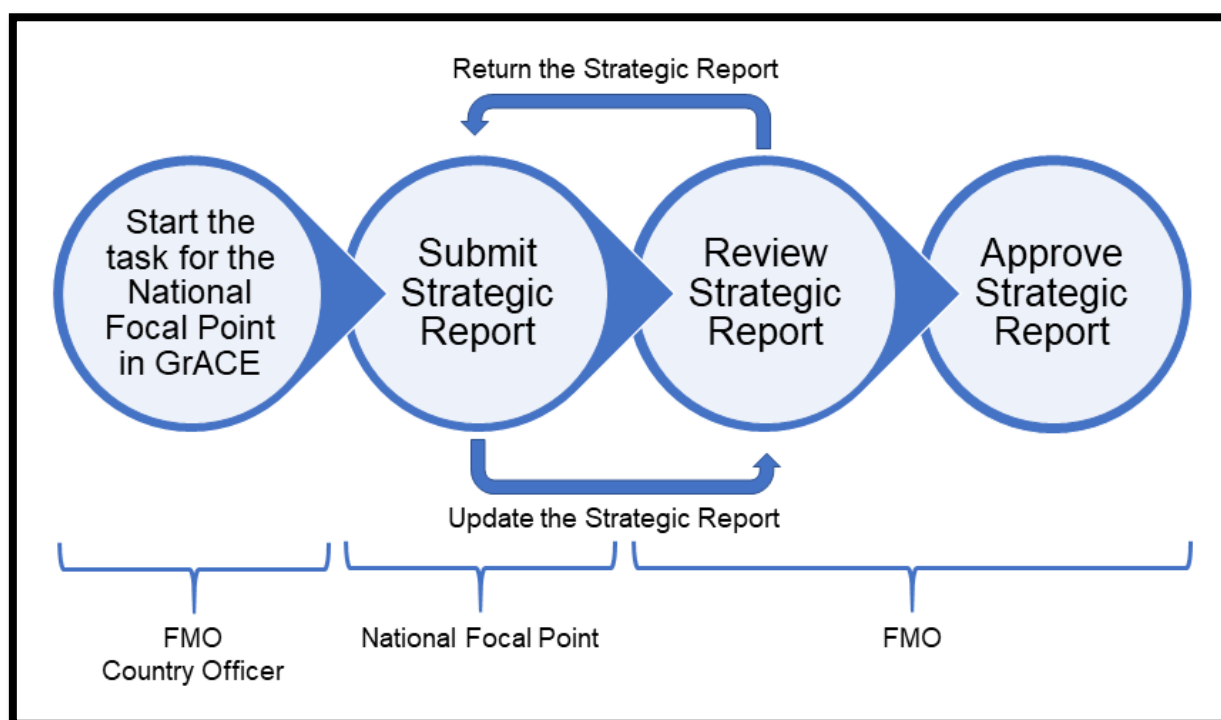 Return the Strategic Report
Start the
task for the
National
Focal Point
in GrACE
Submit
Strategic
Report
Review
Strategic
Report
Approve
Strategic
Report
Update the Strategic Report
FMO
Country Officer
National Focal Point
FMO